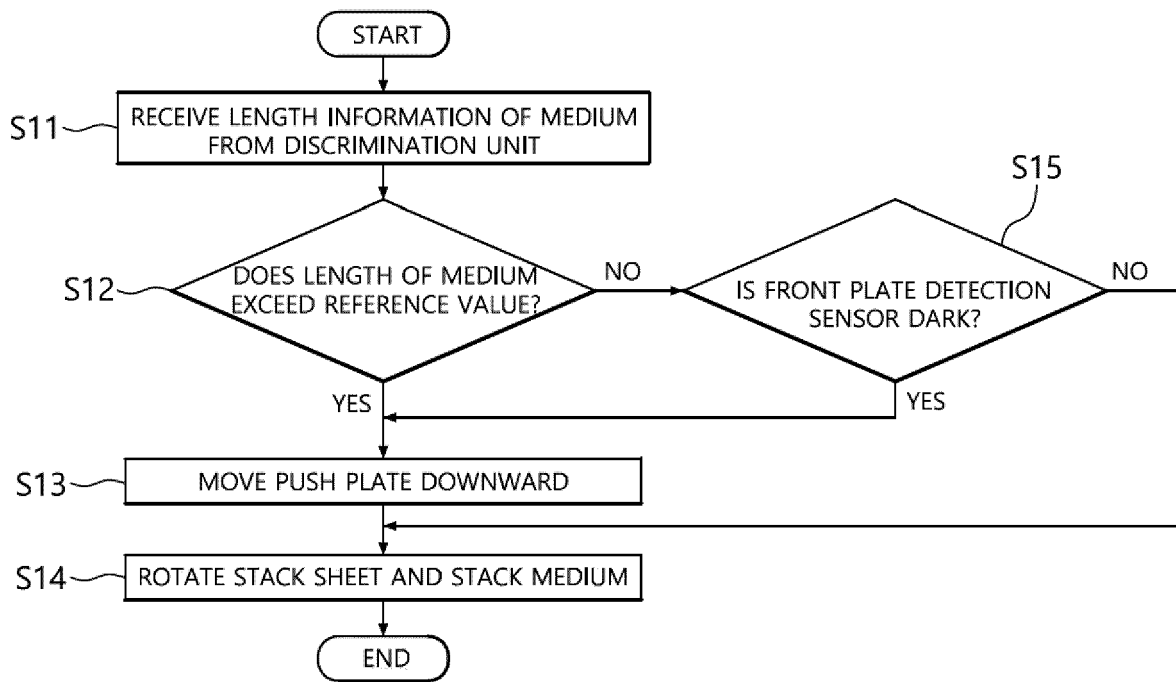 START
S11
RECEIVE LENGTH INFORMATION OF MEDIUM
FROM DISCRIMINATION UNIT
S15
S12
DOES LENGTH OF MEDIUM
EXCEED REFERENCE VALUE?
NO
IS FRONT PLATE DETECTION
SENSOR DARK?
NO
YES
YES
S13
MOVE PUSH PLATE DOWNWARD
S14
ROTATE STACK SHEET AND STACK MEDIUM
END